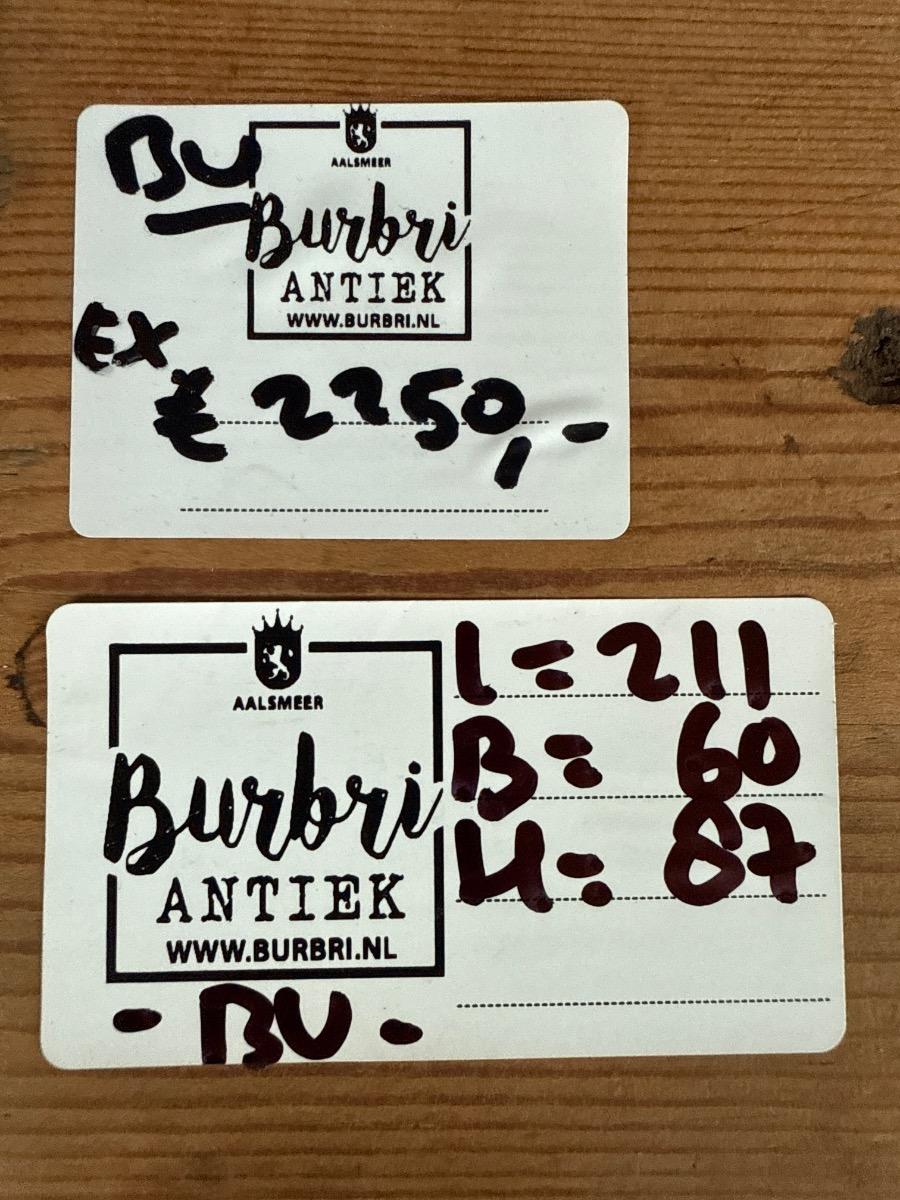 BU
AALSMEER
Burbri
ANTIEK
WWW.BURBRI.NL
EX
€ 2250,-
AALSMEER
Burbri
ANTIEK
WWW.BURBRI.NL
- BU -
L = 211
B = 60
H = 87